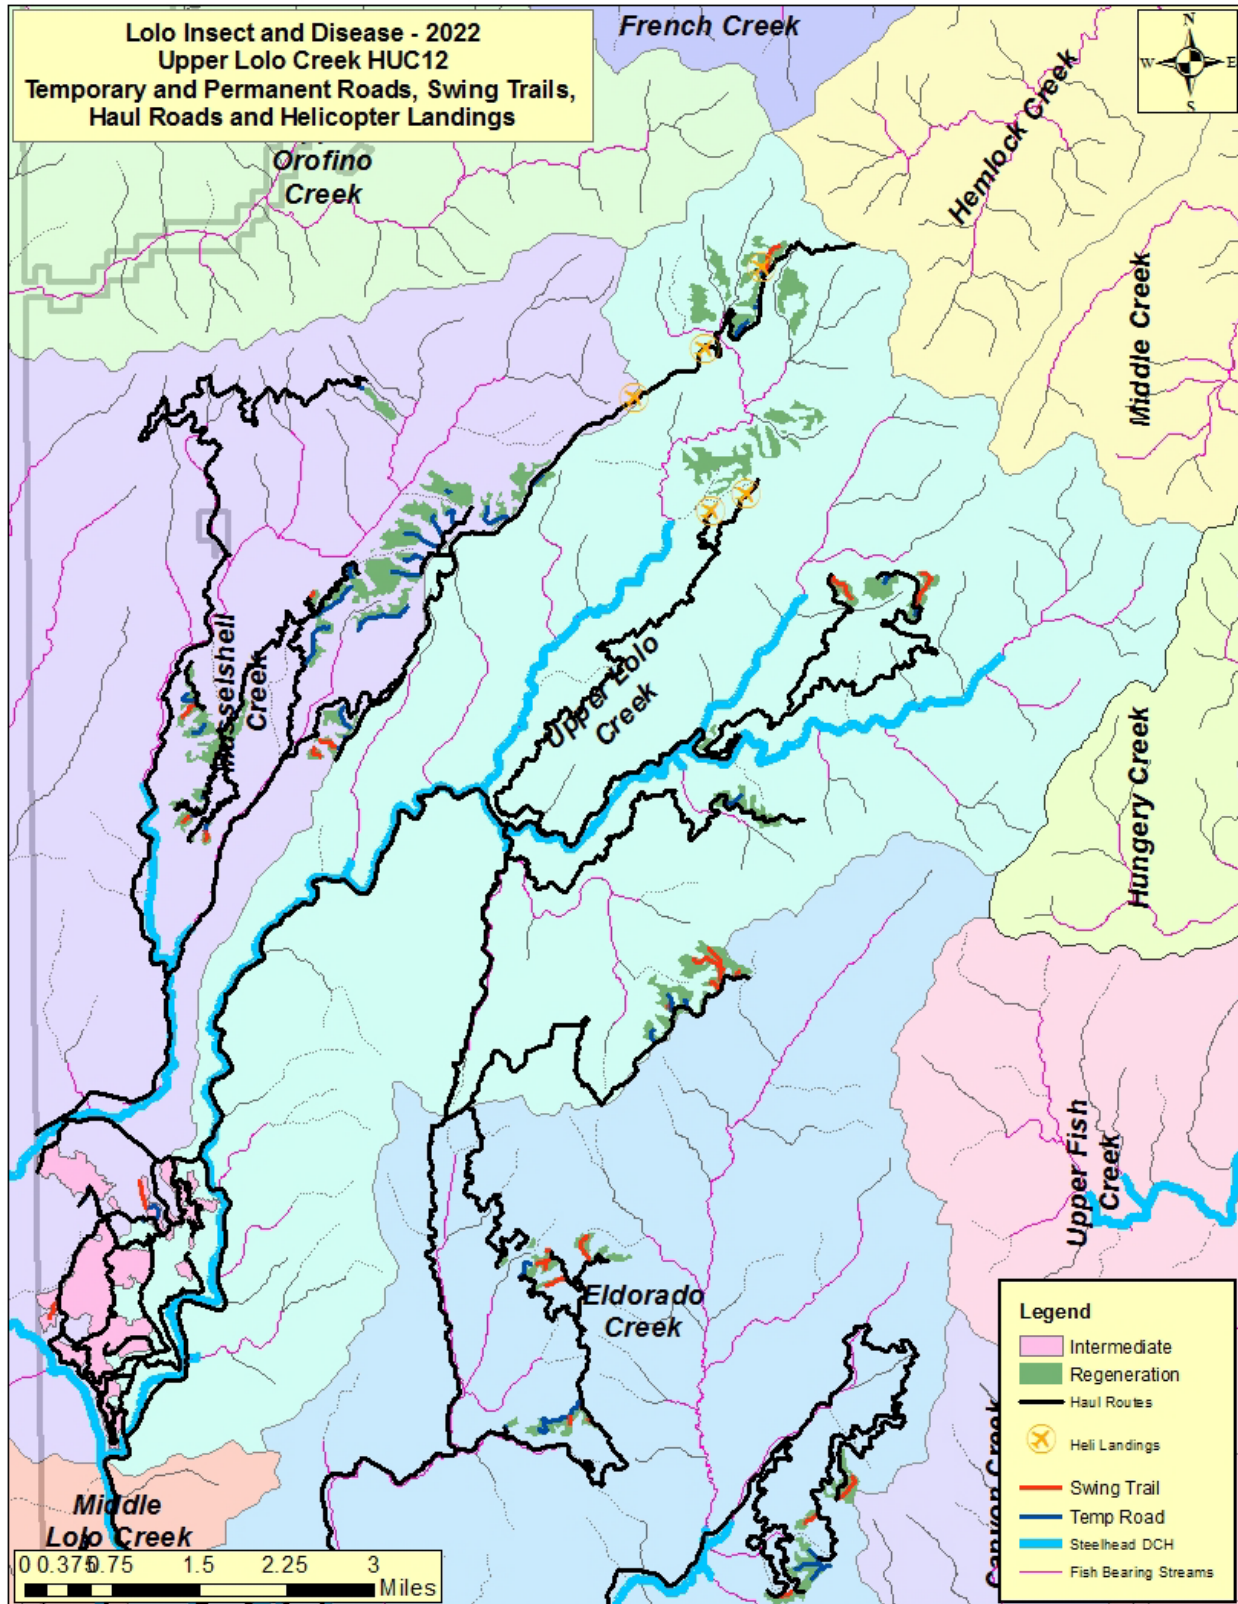 Lolo Insect and Disease - 2022
Upper Lolo Creek HUC12
Temporary and Permanent Roads, Swing Trails,
Haul Roads and Helicopter Landings
French Creek
N
W E
S
Orofino
Creek
Hemlock Creek
Middle Creek
Musselshell
Creek
Upper Lolo
Creek
Hungery Creek
Upper Fish
Creek
Eldorado
Creek
Canyon Creek
Middle
Lolo Creek
Legend
Intermediate
Regeneration
Haul Routes
Heli Landings
Swing Trail
Temp Road
Steelhead DCH
Fish Bearing Streams
0 0.375 0.75 1.5 2.25 3
Miles